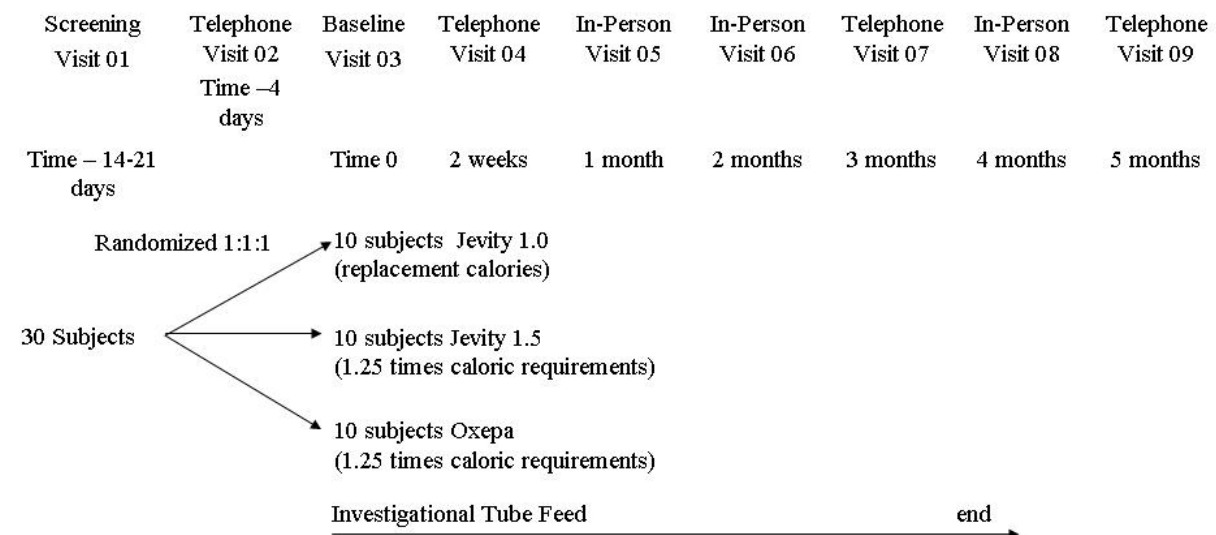 Screening Telephone Baseline Telephone In-Person In-Person Telephone In-Person Telephone
Visit 01 Visit 02 Visit 03 Visit 04 Visit 05 Visit 06 Visit 07 Visit 08 Visit 09
Time –4
days
Time – 14-21 Time 0 2 weeks 1 month 2 months 3 months 4 months 5 months
days
Randomized 1:1:1
10 subjects Jevity 1.0
(replacement calories)
30 Subjects
10 subjects Jevity 1.5
(1.25 times caloric requirements)
10 subjects Oxepa
(1.25 times caloric requirements)
Investigational Tube Feed end